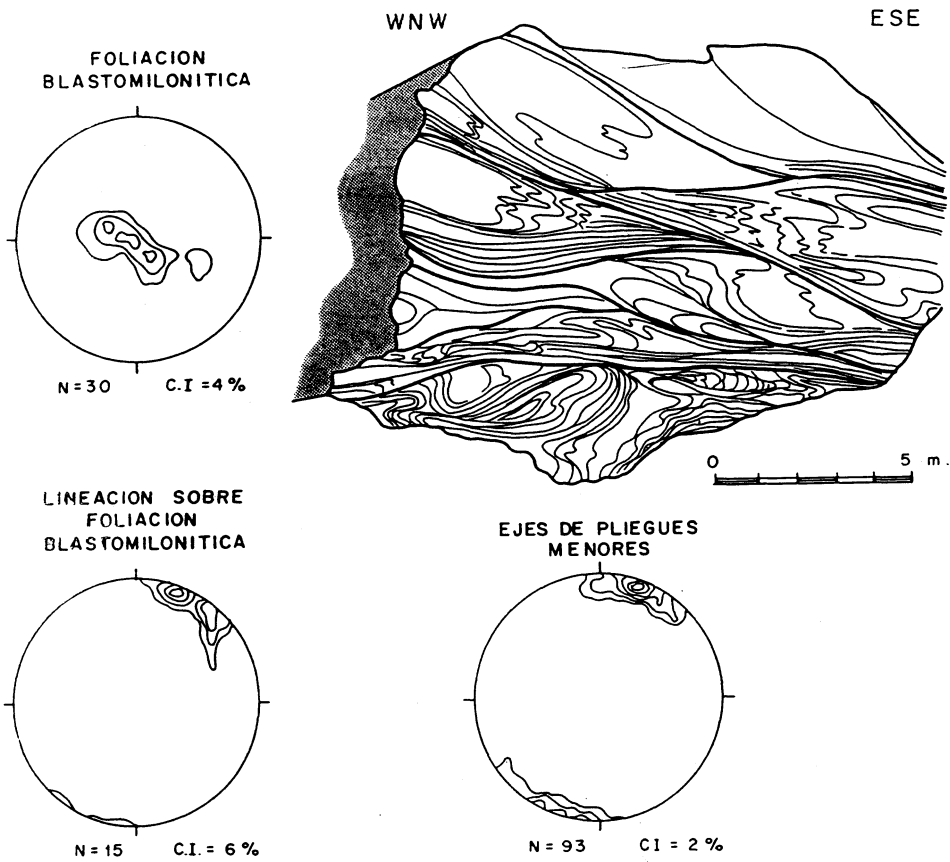 WNW
ESE
FOLIACION
BLASTOMILONITICA
N = 30 C.I = 4 %
0 5 m.
LINEACION SOBRE
FOLIACION
BLASTOMILONITICA
N = 15 C.I. = 6 %
EJES DE PLIEGUES
MENORES
N = 93 CI = 2 %